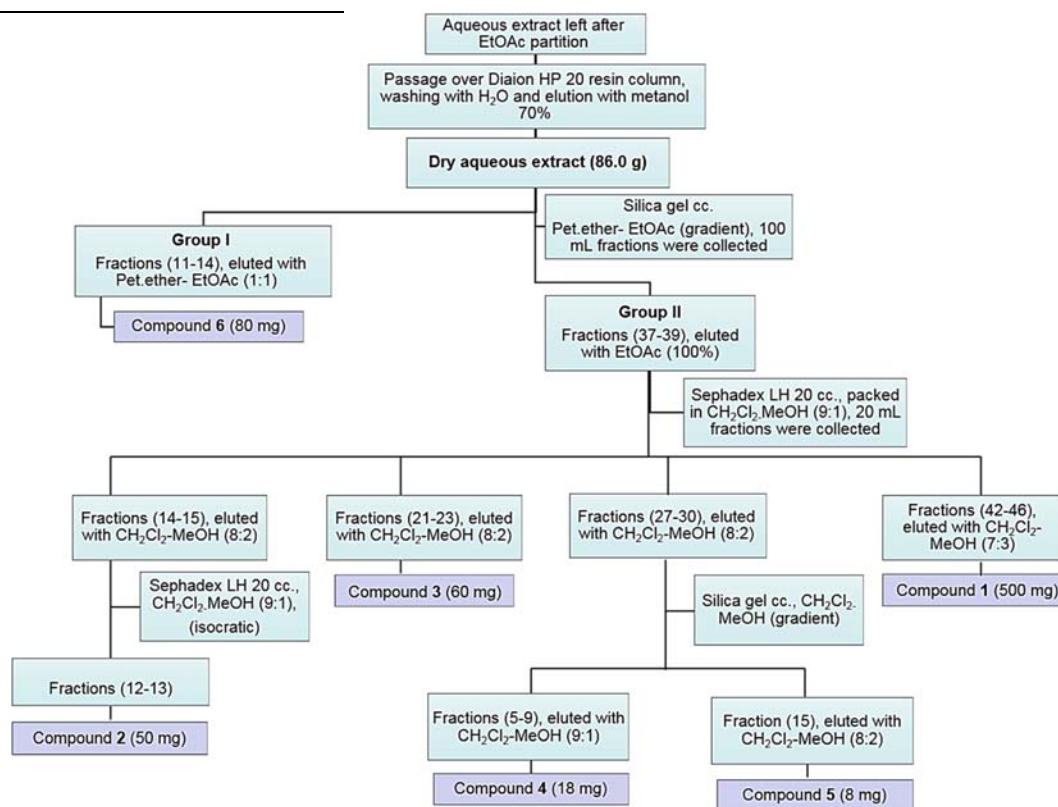 Aqueous extract left after
EtOAc partition
Passage over Diaion HP 20 resin column,
washing with H₂O and elution with metanol
70%
Dry aqueous extract (86.0 g)
Silica gel cc.
Pet.ether- EtOAc (gradient), 100
mL fractions were collected
Group I
Fractions (11-14), eluted with
Pet.ether- EtOAc (1:1)
Compound 6 (80 mg)
Group II
Fractions (37-39), eluted
with EtOAc (100%)
Sephadex LH 20 cc., packed
in CH₂Cl₂.MeOH (9:1), 20 mL
fractions were collected
Fractions (14-15), eluted
with CH₂Cl₂-MeOH (8:2)
Sephadex LH 20 cc.,
CH₂Cl₂.MeOH (9:1),
(isocratic)
Fractions (12-13)
Compound 2 (50 mg)
Fractions (21-23), eluted
with CH₂Cl₂-MeOH (8:2)
Compound 3 (60 mg)
Fractions (27-30), eluted
with CH₂Cl₂-MeOH (8:2)
Silica gel cc., CH₂Cl₂.
MeOH (gradient)
Fractions (5-9), eluted with
CH₂Cl₂-MeOH (9:1)
Compound 4 (18 mg)
Fraction (15), eluted with
CH₂Cl₂-MeOH (8:2)
Compound 5 (8 mg)
Fractions (42-46),
eluted with CH₂Cl₂-
MeOH (7:3)
Compound 1 (500 mg)